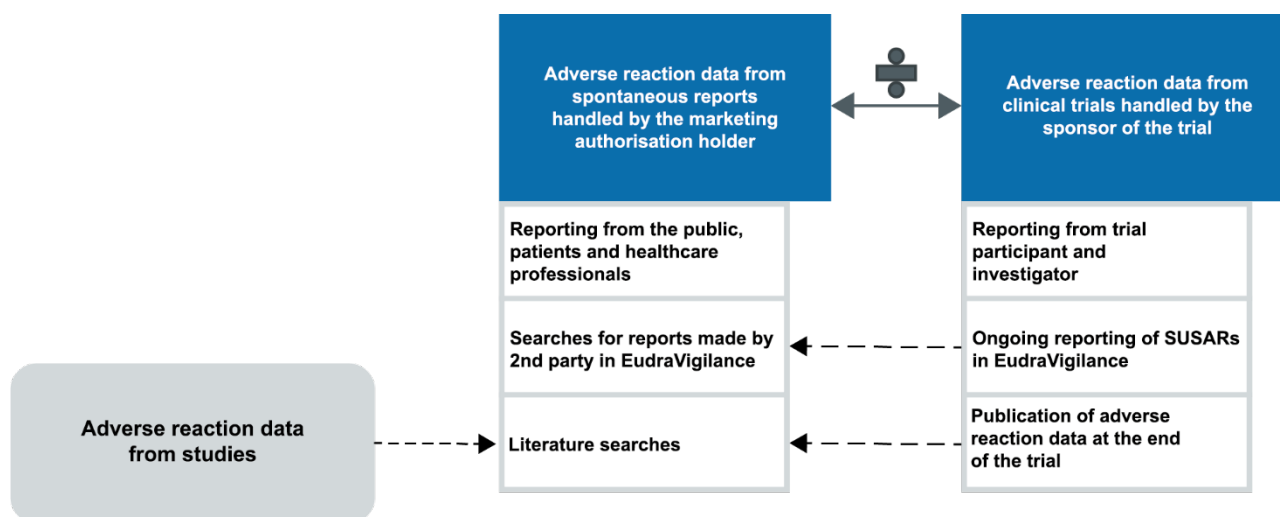 Adverse reaction data from
spontaneous reports
handled by the marketing
authorisation holder
Adverse reaction data from
clinical trials handled by the
sponsor of the trial
Reporting from the public,
patients and healthcare
professionals
Reporting from trial
participant and
investigator
Searches for reports made by
2nd party in EudraVigilance
Ongoing reporting of SUSARs
in EudraVigilance
Adverse reaction data
from studies
Literature searches
Publication of adverse
reaction data at the end
of the trial